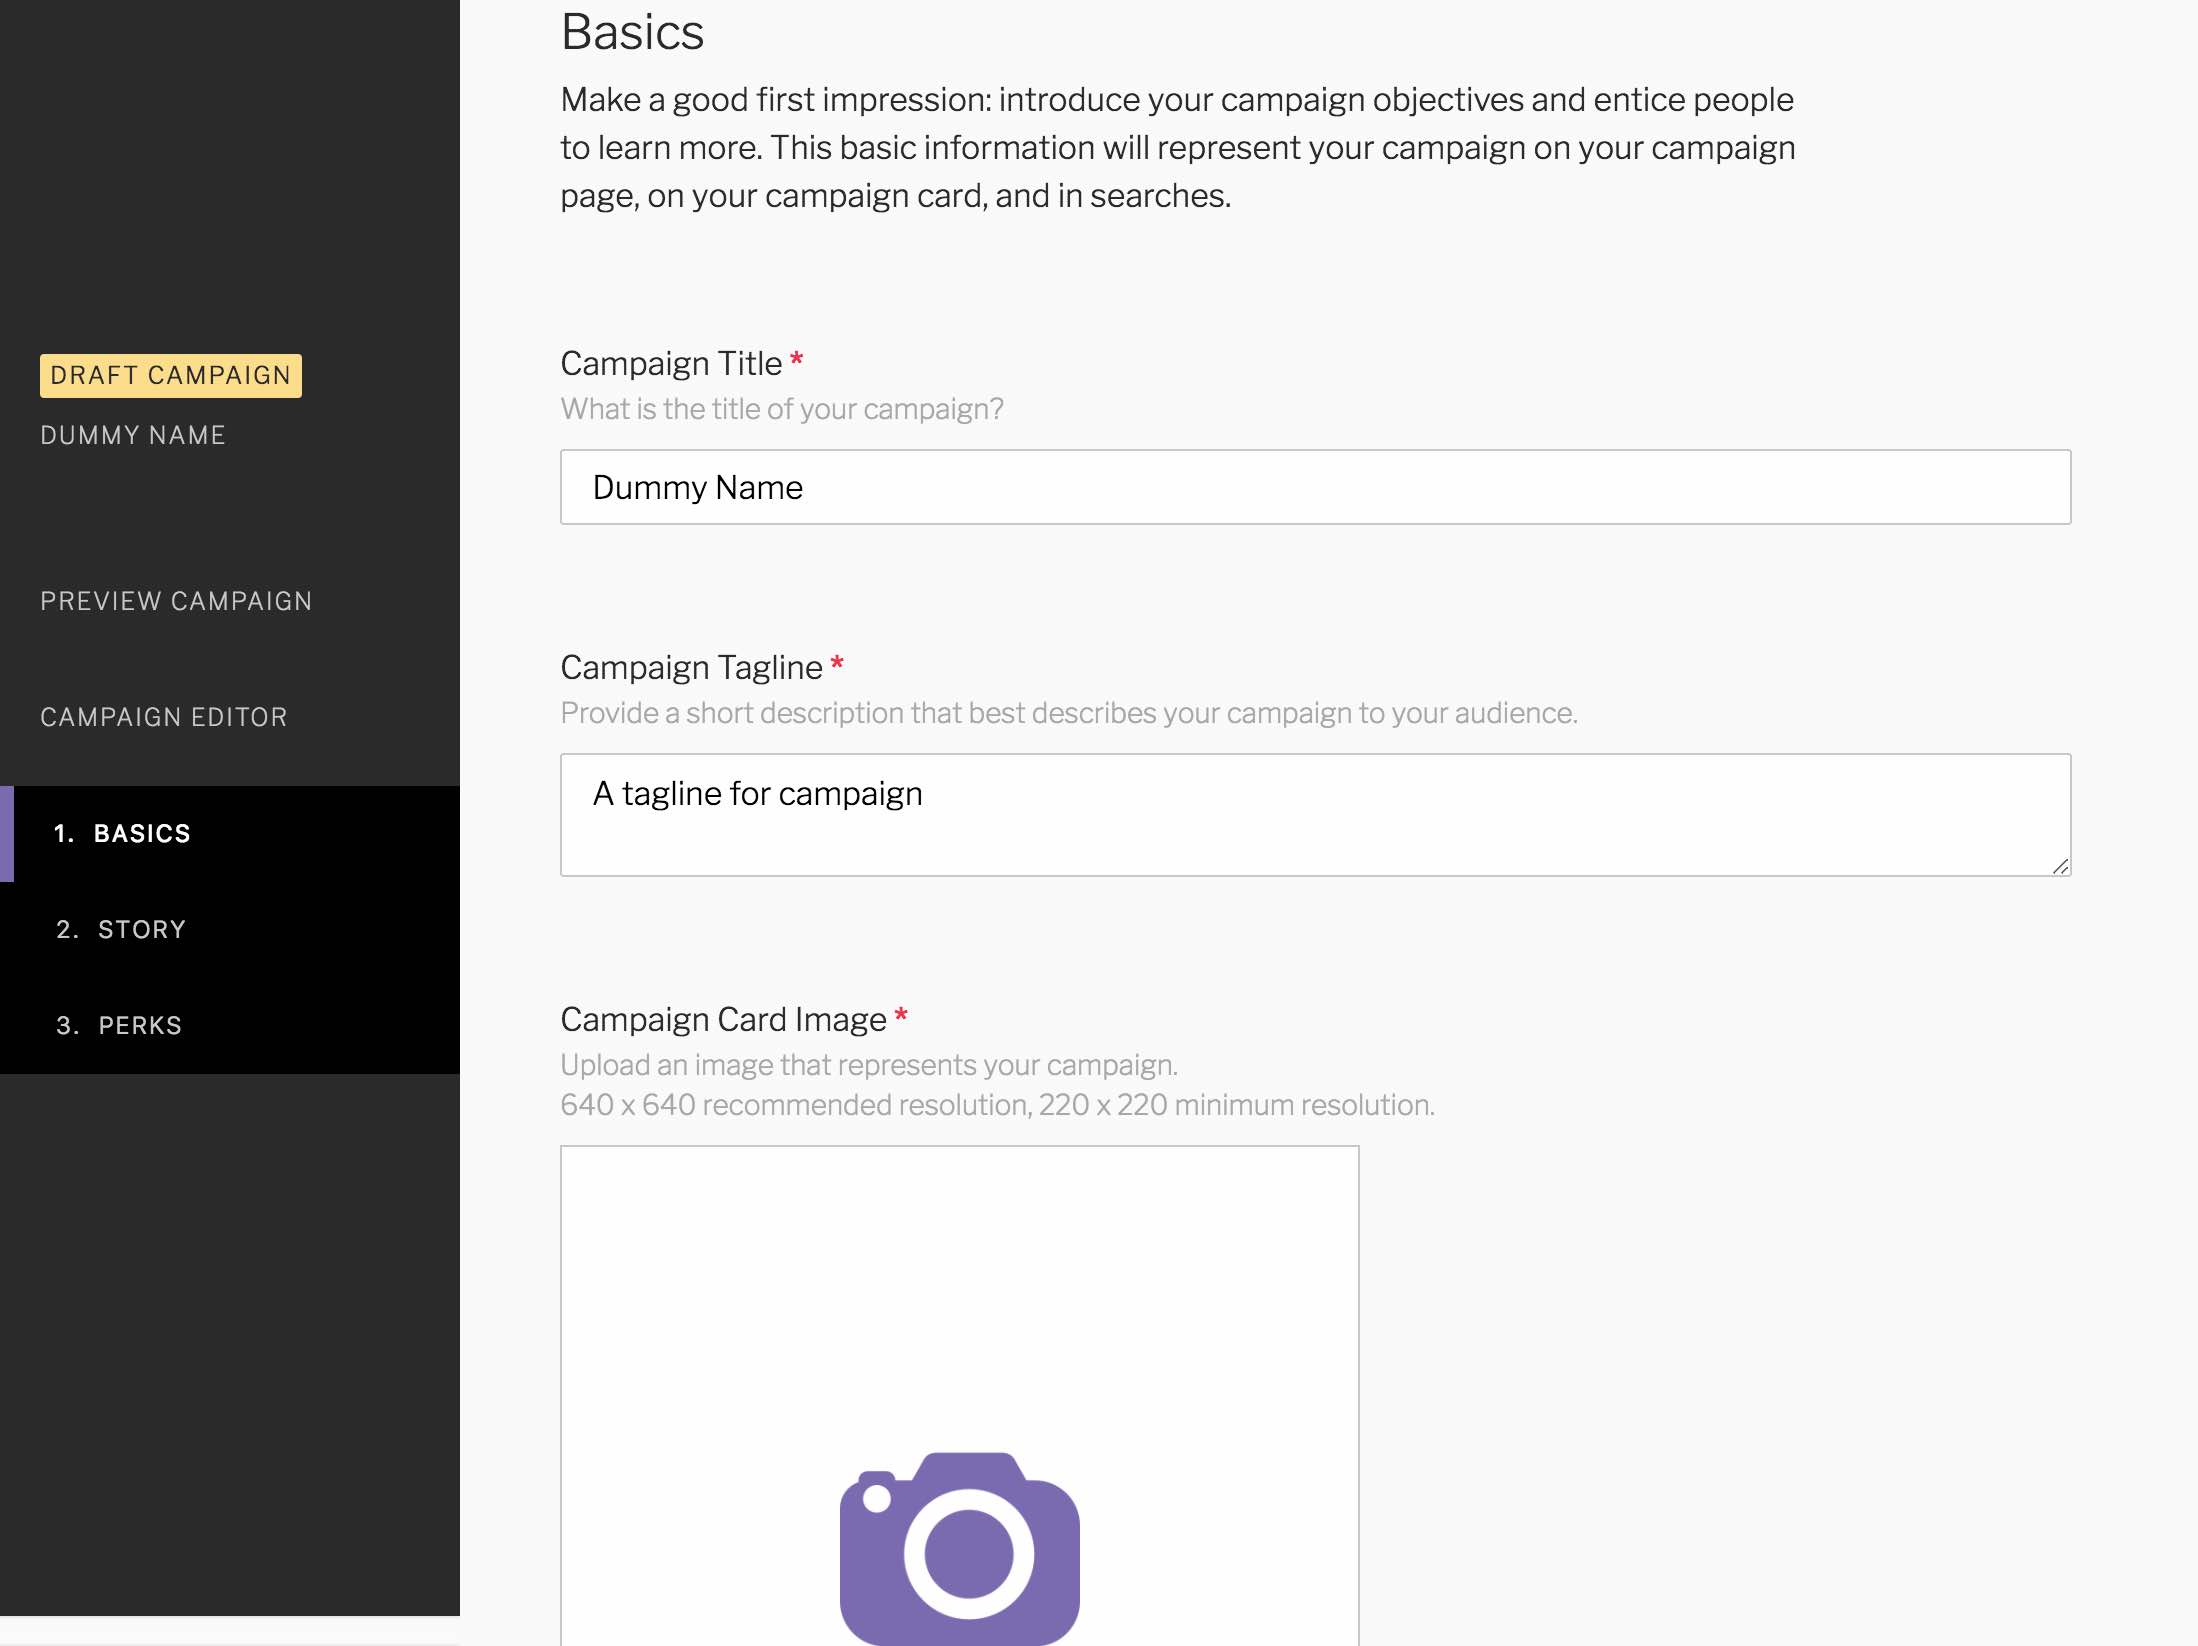 DRAFT CAMPAIGN
DUMMY NAME
PREVIEW CAMPAIGN
CAMPAIGN EDITOR
1. BASICS
2. STORY
3. PERKS
Basics
Make a good first impression: introduce your campaign objectives and entice people
to learn more. This basic information will represent your campaign on your campaign
page, on your campaign card, and in searches.
Campaign Title *
What is the title of your campaign?
Dummy Name
Campaign Tagline *
Provide a short description that best describes your campaign to your audience.
A tagline for campaign
Campaign Card Image *
Upload an image that represents your campaign.
640 x 640 recommended resolution, 220 x 220 minimum resolution.